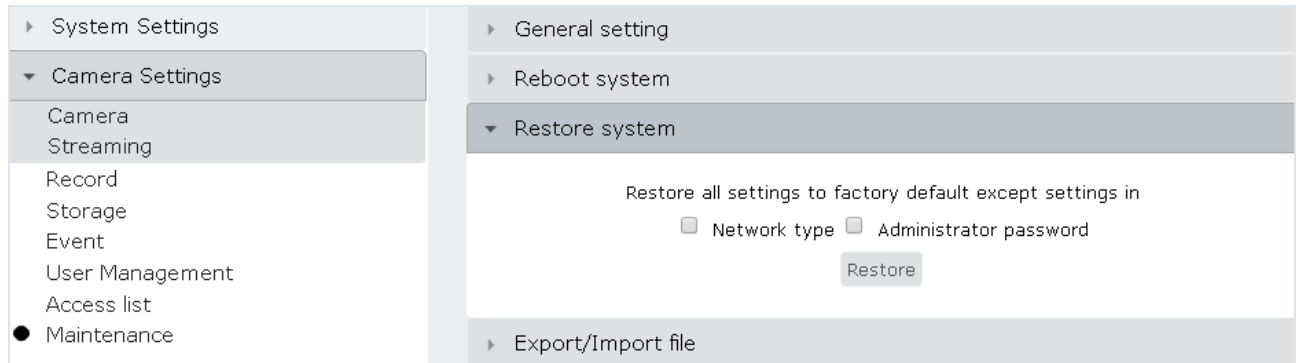 System Settings
Camera Settings
Camera
Streaming
Record
Storage
Event
User Management
Access list
Maintenance
General setting
Reboot system
Restore system
Restore all settings to factory default except settings in
Network type Administrator password
Restore
Export/Import file